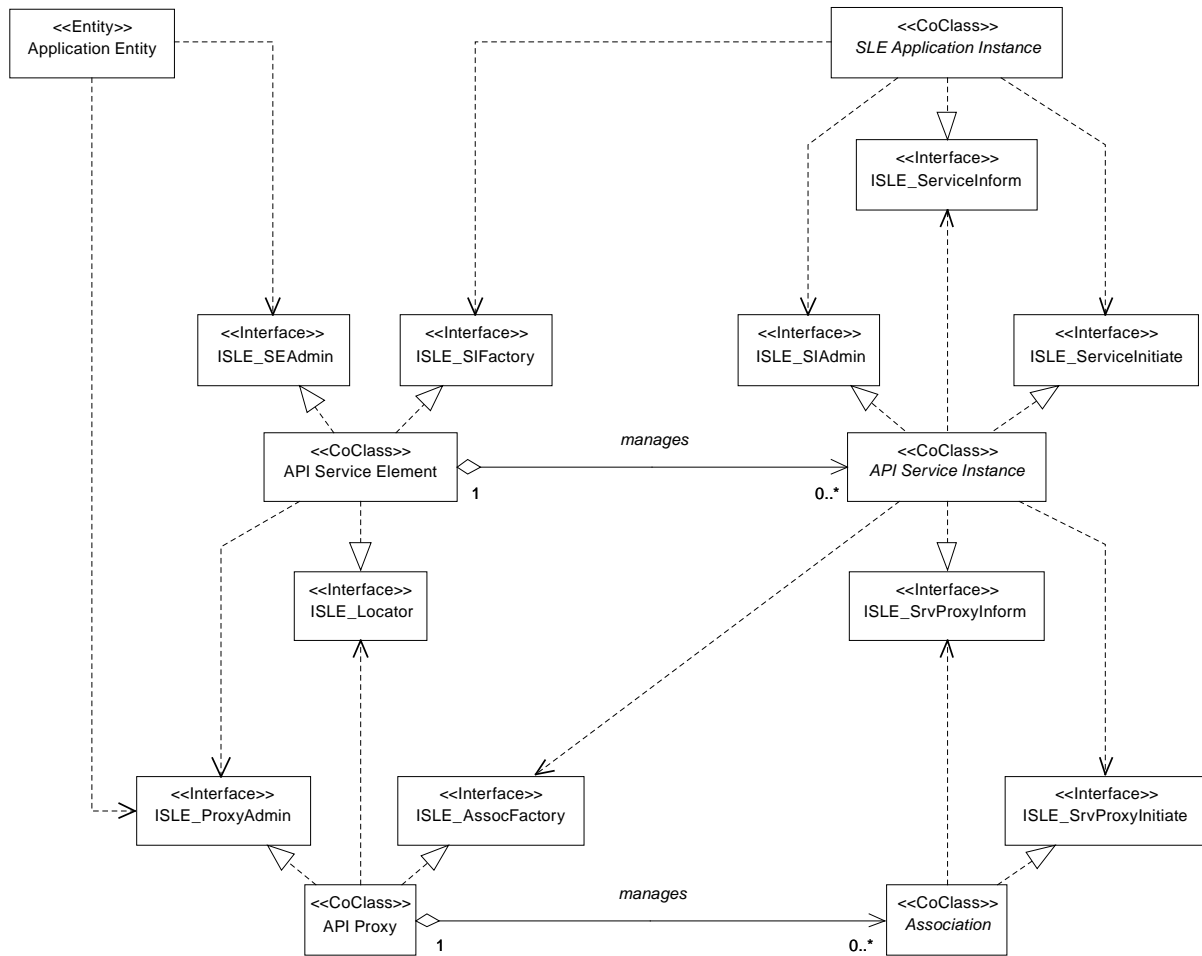 <<Entity>>
Application Entity
<<CoClass>>
SLE Application Instance
<<Interface>>
ISLE_ServiceInform
<<Interface>>
ISLE_SEAdmin
<<Interface>>
ISLE_SIFactory
<<Interface>>
ISLE_SIAdmin
<<Interface>>
ISLE_ServiceInitiate
<<CoClass>>
API Service Element
manages
1
0..*
<<CoClass>>
API Service Instance
<<Interface>>
ISLE_Locator
<<Interface>>
ISLE_SrvProxyInform
<<Interface>>
ISLE_ProxyAdmin
<<Interface>>
ISLE_AssocFactory
<<Interface>>
ISLE_SrvProxyInitiate
<<CoClass>>
API Proxy
manages
1
0..*
<<CoClass>>
Association